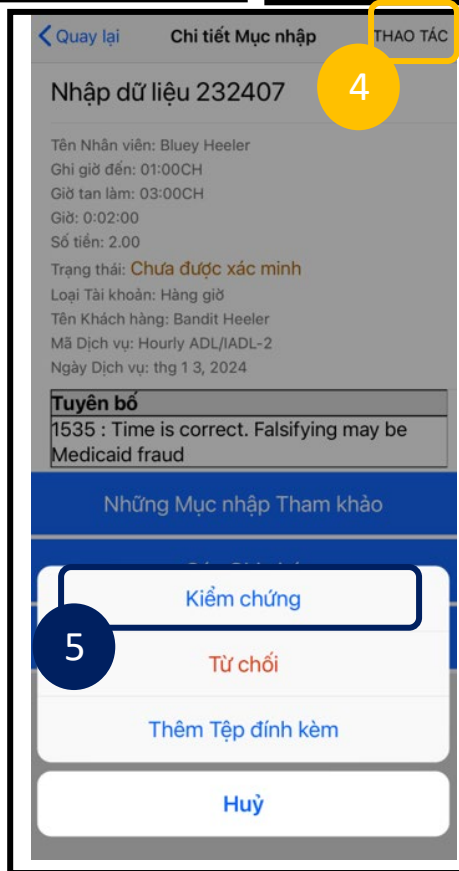 Quay lại Chi tiết Mục nhập THAO TÁC
4
Nhập dữ liệu 232407
Tên Nhân viên: Bluey Heeler
Ghi giờ đến: 01:00CH
Giờ tan làm: 03:00CH
Giờ: 0:02:00
Số tiền: 2.00
Trạng thái: Chưa được xác minh
Loại Tài khoản: Hàng giờ
Tên Khách hàng: Bandit Heeler
Mã Dịch vụ: Hourly ADL/IADL-2
Ngày Dịch vụ: thg 1 3, 2024
Tuyên bố
1535 : Time is correct. Falsifying may be
Medicaid fraud
Những Mục nhập Tham khảo
Kiểm chứng
5
Từ chối
Thêm Tệp đính kèm
Huỷ